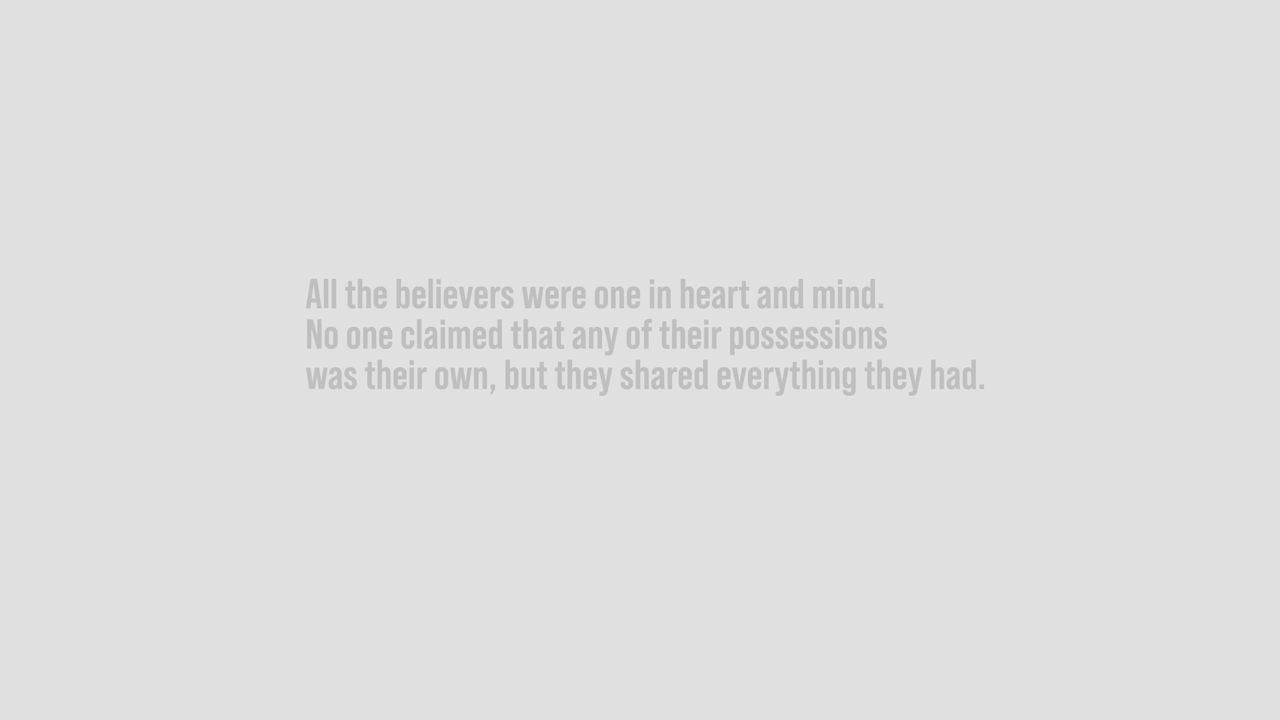 All the believers were one in heart and mind.
No one claimed that any of their possessions
was their own, but they shared everything they had.